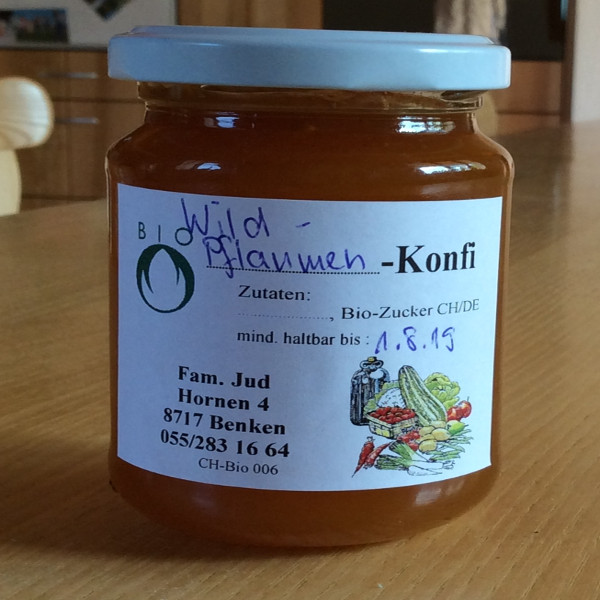 BIO
Wild-
Pflaumen-Konfi
Zutaten:
..................., Bio-Zucker CH/DE
mind. haltbar bis : 1.8.19
Fam. Jud
Hornen 4
8717 Benken
055/283 16 64
CH-Bio 006